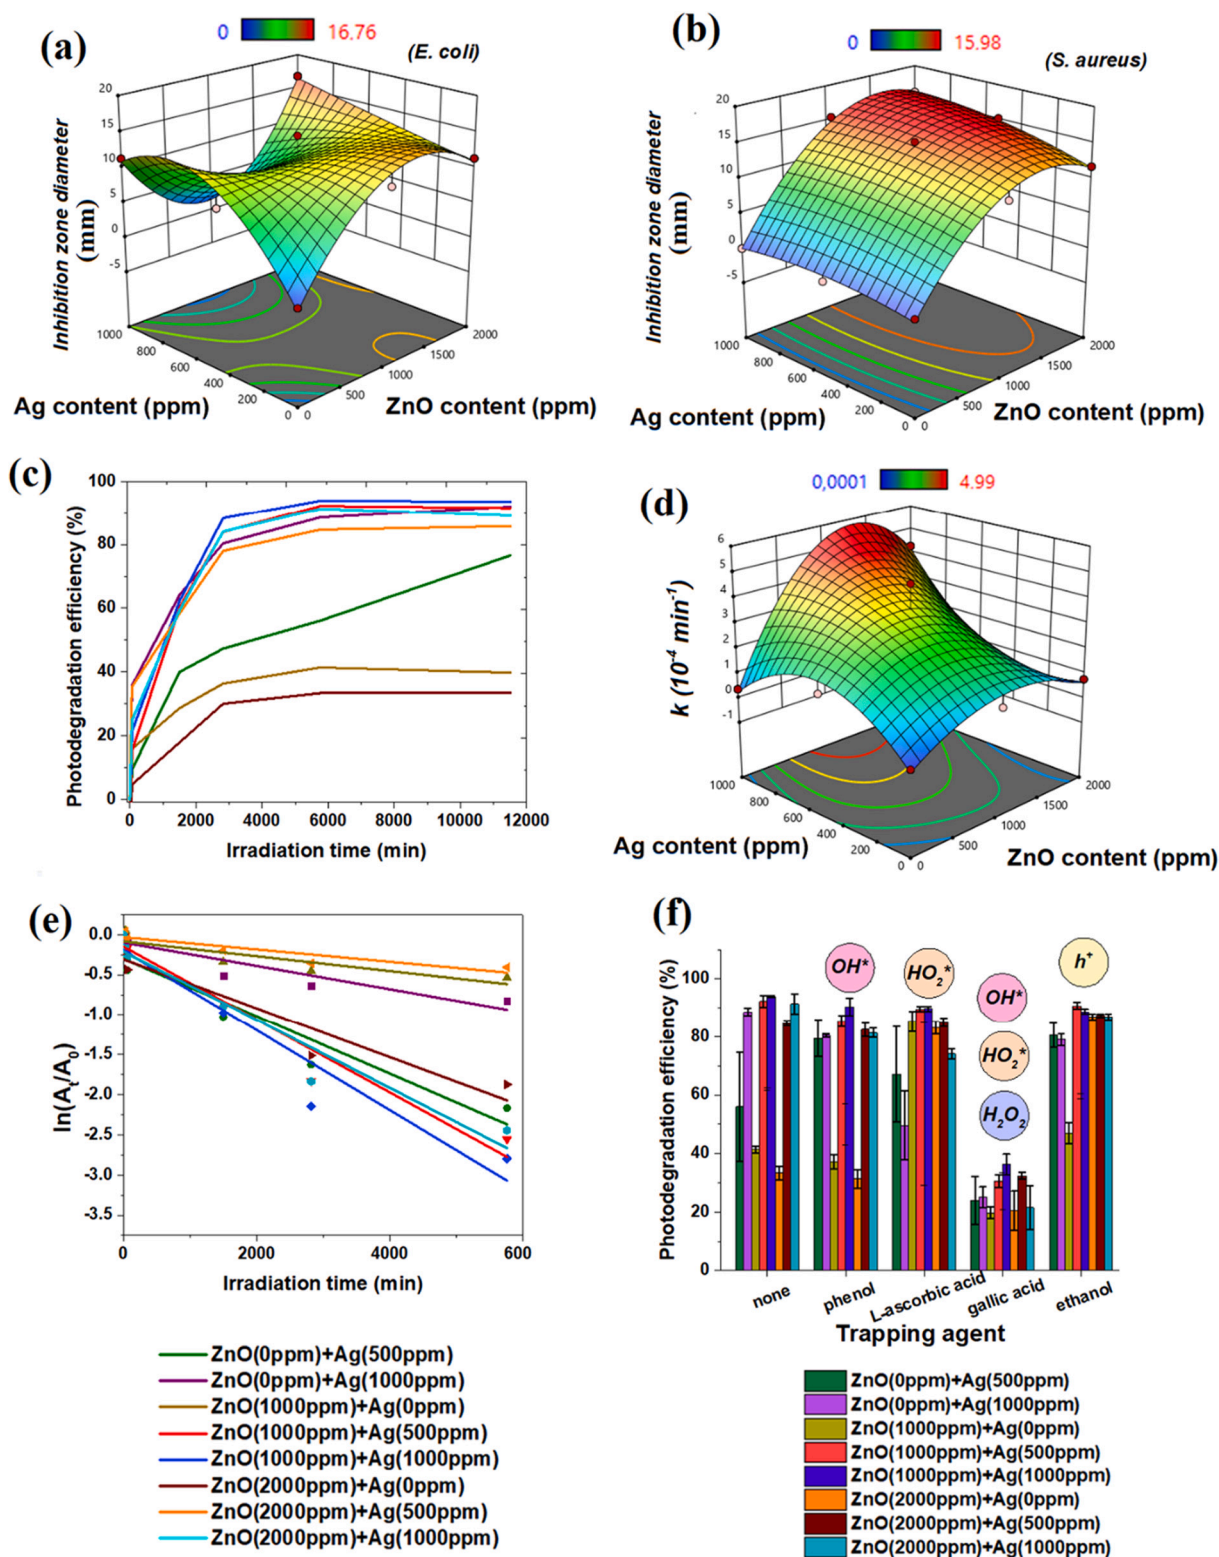 (a)
0 16.76
(E. coli)
Inhibition zone diameter
(mm)
20
15
10
5
0
-5
1000
800
600
400
200
0
0
500
1000
1500
2000
Ag content (ppm)
ZnO content (ppm)
(b)
0 15.98
(S. aureus)
Inhibition zone diameter
(mm)
20
15
10
5
0
-5
1000
800
600
400
200
0
0
500
1000
1500
2000
Ag content (ppm)
ZnO content (ppm)
(c)
Photodegradation efficiency (%)
100
80
60
40
20
0
0 2000 4000 6000 8000 10000 12000
Irradiation time (min)
(d)
0,0001 4.99
k (10⁻⁴ min⁻¹)
6
5
4
3
2
1
0
-1
1000
800
600
400
200
0
0
500
1000
1500
2000
Ag content (ppm)
ZnO content (ppm)
(e)
ln(Aₜ/A₀)
0.0
-0.5
-1.0
-1.5
-2.0
-2.5
-3.0
-3.5
0 2000 4000 600
Irradiation time (min)
ZnO(0ppm)+Ag(500ppm)
ZnO(0ppm)+Ag(1000ppm)
ZnO(1000ppm)+Ag(0ppm)
ZnO(1000ppm)+Ag(500ppm)
ZnO(1000ppm)+Ag(1000ppm)
ZnO(2000ppm)+Ag(0ppm)
ZnO(2000ppm)+Ag(500ppm)
ZnO(2000ppm)+Ag(1000ppm)
(f)
Photodegradation efficiency (%)
100
80
60
40
20
0
OH*
HO₂*
OH*
HO₂*
H₂O₂
h⁺
none
phenol
L-ascorbic acid
gallic acid
ethanol
Trapping agent
ZnO(0ppm)+Ag(500ppm)
ZnO(0ppm)+Ag(1000ppm)
ZnO(1000ppm)+Ag(0ppm)
ZnO(1000ppm)+Ag(500ppm)
ZnO(1000ppm)+Ag(1000ppm)
ZnO(2000ppm)+Ag(0ppm)
ZnO(2000ppm)+Ag(500ppm)
ZnO(2000ppm)+Ag(1000ppm)